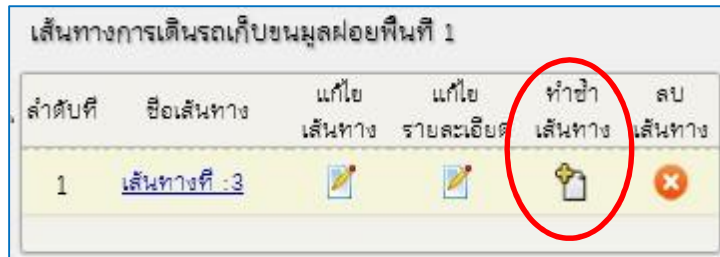 เส้นทางการเดินรถเก็บขนมูลฝอยพื้นที่ 1
ลำดับที่ ชื่อเส้นทาง แก้ไข แก้ไข ทำซ้ำ ลบ
เส้นทาง รายละเอียด เส้นทาง เส้นทาง
1 เส้นทางที่ :3